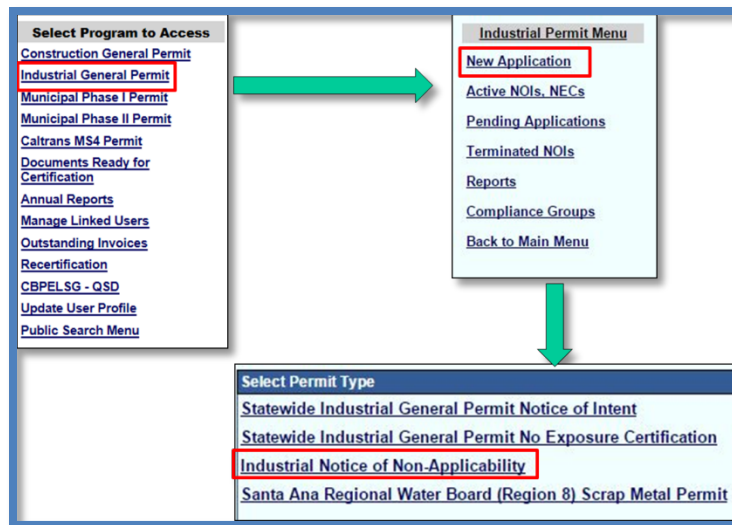 Select Program to Access
Construction General Permit
Industrial General Permit
Municipal Phase I Permit
Municipal Phase II Permit
Caltrans MS4 Permit
Documents Ready for
Certification
Annual Reports
Manage Linked Users
Outstanding Invoices
Recertification
CBPELSG - QSD
Update User Profile
Public Search Menu
Industrial Permit Menu
New Application
Active NOIs, NECs
Pending Applications
Terminated NOIs
Reports
Compliance Groups
Back to Main Menu
Select Permit Type
Statewide Industrial General Permit Notice of Intent
Statewide Industrial General Permit No Exposure Certification
Industrial Notice of Non-Applicability
Santa Ana Regional Water Board (Region 8) Scrap Metal Permit